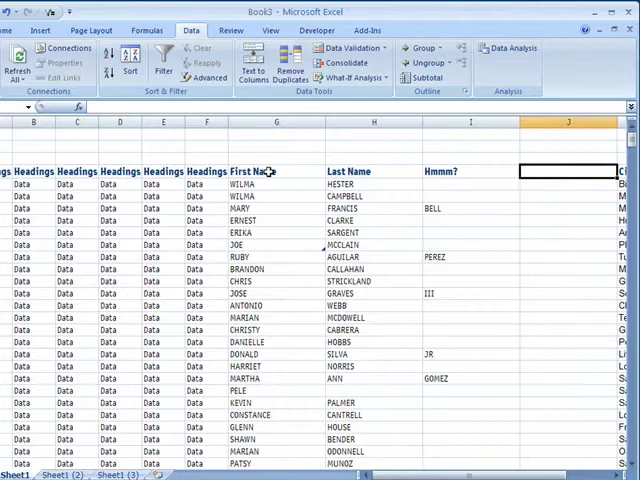 Book3 - Microsoft Excel
Home Insert Page Layout Formulas Data Review View Developer Add-Ins
Refresh All
Connections
Properties
Edit Links
Connections
Sort
Filter
Clear
Reapply
Advanced
Sort & Filter
Text to Columns
Remove Duplicates
Data Validation
Consolidate
What-If Analysis
Data Tools
Group
Ungroup
Subtotal
Outline
Data Analysis
Analysis
fx
B C D E F G H I J
Headings Headings Headings Headings Headings First Name Last Name Hmmm?
Data Data Data Data Data WILMA HESTER
Data Data Data Data Data WILMA CAMPBELL
Data Data Data Data Data MARY FRANCIS BELL
Data Data Data Data Data ERNEST CLARKE
Data Data Data Data Data ERIKA SARGENT
Data Data Data Data Data JOE MCCLAIN
Data Data Data Data Data RUBY AGUILAR PEREZ
Data Data Data Data Data BRANDON CALLAHAN
Data Data Data Data Data CHRIS STRICKLAND
Data Data Data Data Data JOSE GRAVES III
Data Data Data Data Data ANTONIO WEBB
Data Data Data Data Data MARIAN MCDOWELL
Data Data Data Data Data CHRISTY CABRERA
Data Data Data Data Data DANIELLE HOBBS
Data Data Data Data Data DONALD SILVA JR
Data Data Data Data Data HARRIET NORRIS
Data Data Data Data Data MARTHA ANN GOMEZ
Data Data Data Data Data PELE
Data Data Data Data Data KEVIN PALMER
Data Data Data Data Data CONSTANCE CANTRELL
Data Data Data Data Data GLENN HOUSE
Data Data Data Data Data SHAWN BENDER
Data Data Data Data Data MARIAN ODONNELL
Data Data Data Data Data PATSY MUNOZ
Sheet1 Sheet1 (2) Sheet1 (3)